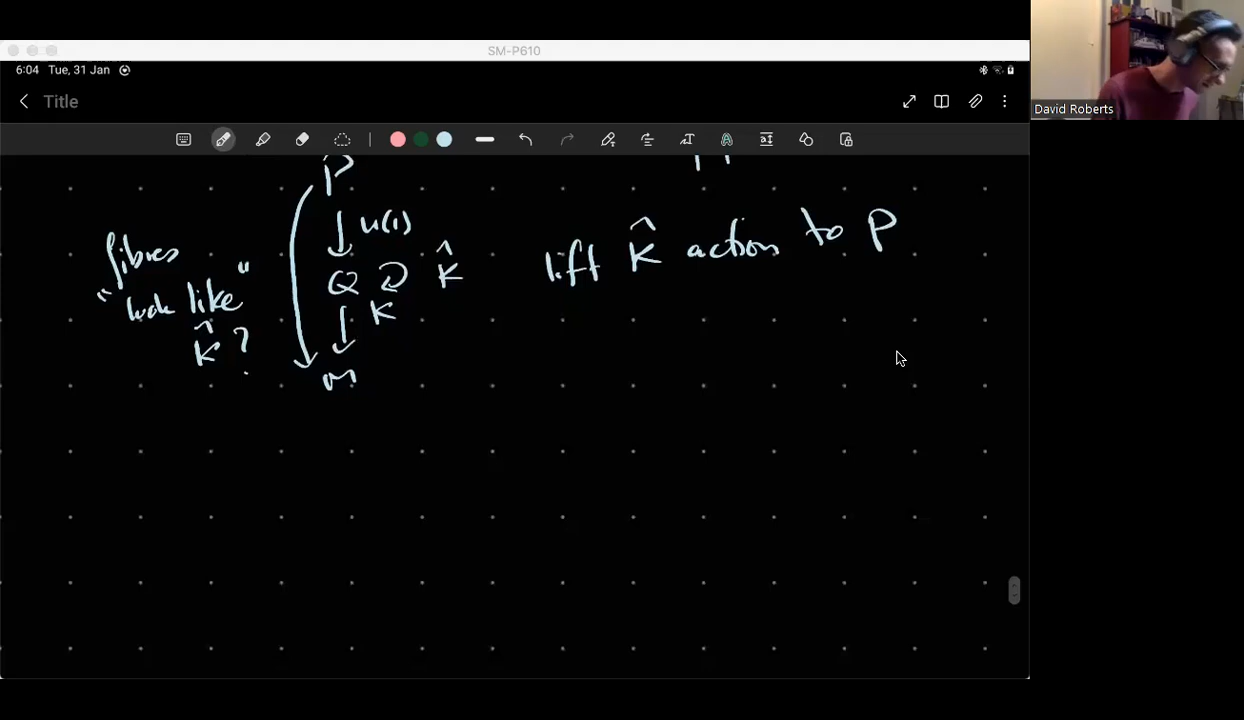 SM-P610
6:04 Tue, 31 Jan
Title
David Roberts
P
u(1)
Q K̂
K
M
fibres
"look like"
K̂ ?
lift K̂ action to P